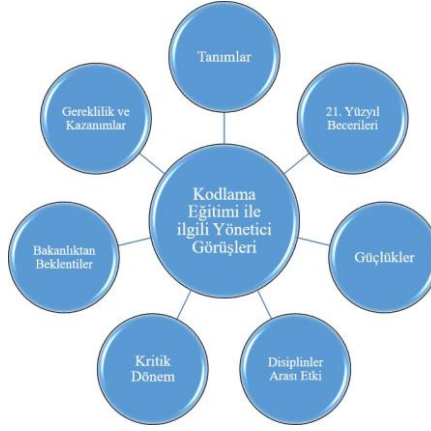 Tanımlar
Gereklilik ve
Kazanımlar
21. Yüzyıl
Becerileri
Kodlama
Eğitimi ile
ilgili Yönetici
Görüşleri
Bakanlıktan
Beklentiler
Güçlükler
Kritik
Dönem
Disiplinler
Arası Etki